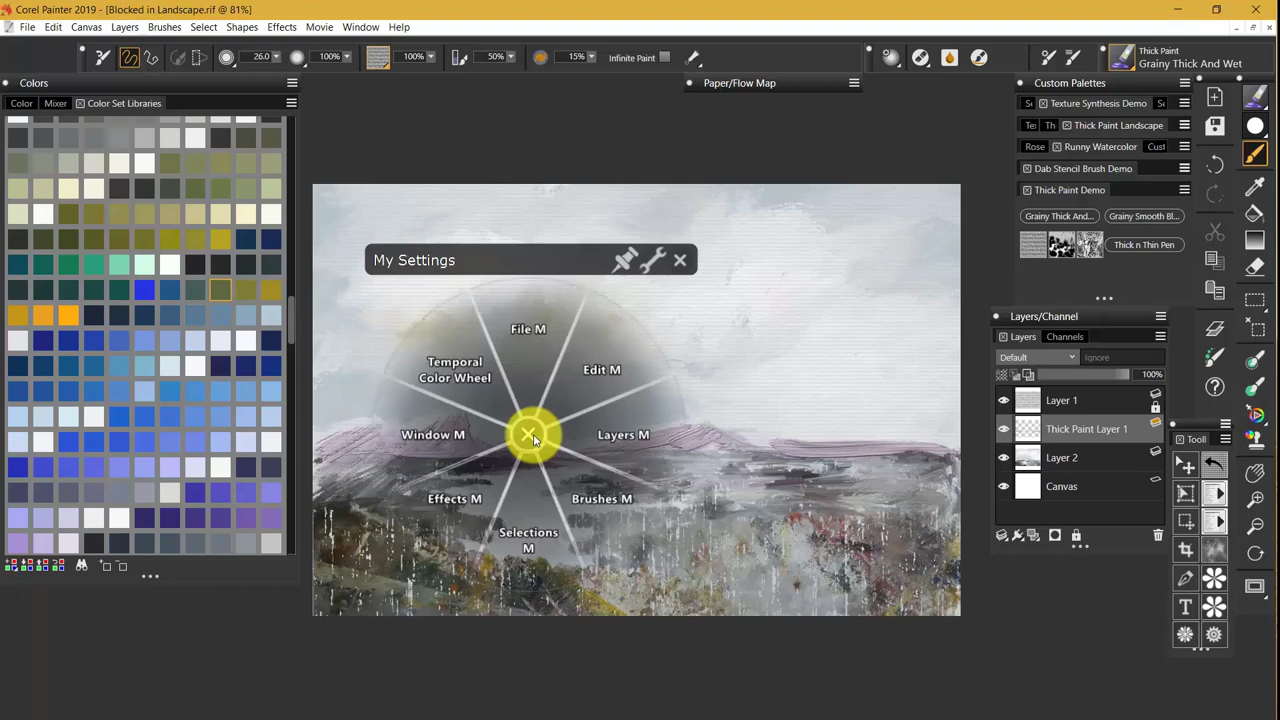 Corel Painter 2019 - [Blocked in Landscape.rif @ 81%]
File Edit Canvas Layers Brushes Select Shapes Effects Movie Window Help
26.0 100% 100% 50% 15% Infinite Paint
Thick Paint
Grainy Thick And Wet
Colors
Color Mixer Color Set Libraries
Paper/Flow Map
Custom Palettes
Texture Synthesis Demo
Thick Paint Landscape
Rose Runny Watercolor Cust
Dab Stencil Brush Demo
Thick Paint Demo
Grainy Thick And... Grainy Smooth Bl...
Thick n Thin Pen
My Settings
File M
Edit M
Layers M
Brushes M
Selections
M
Effects M
Window M
Temporal
Color Wheel
Layers/Channel
Layers Channels
Default Ignore
100%
Layer 1
Thick Paint Layer 1
Layer 2
Canvas
Tooll